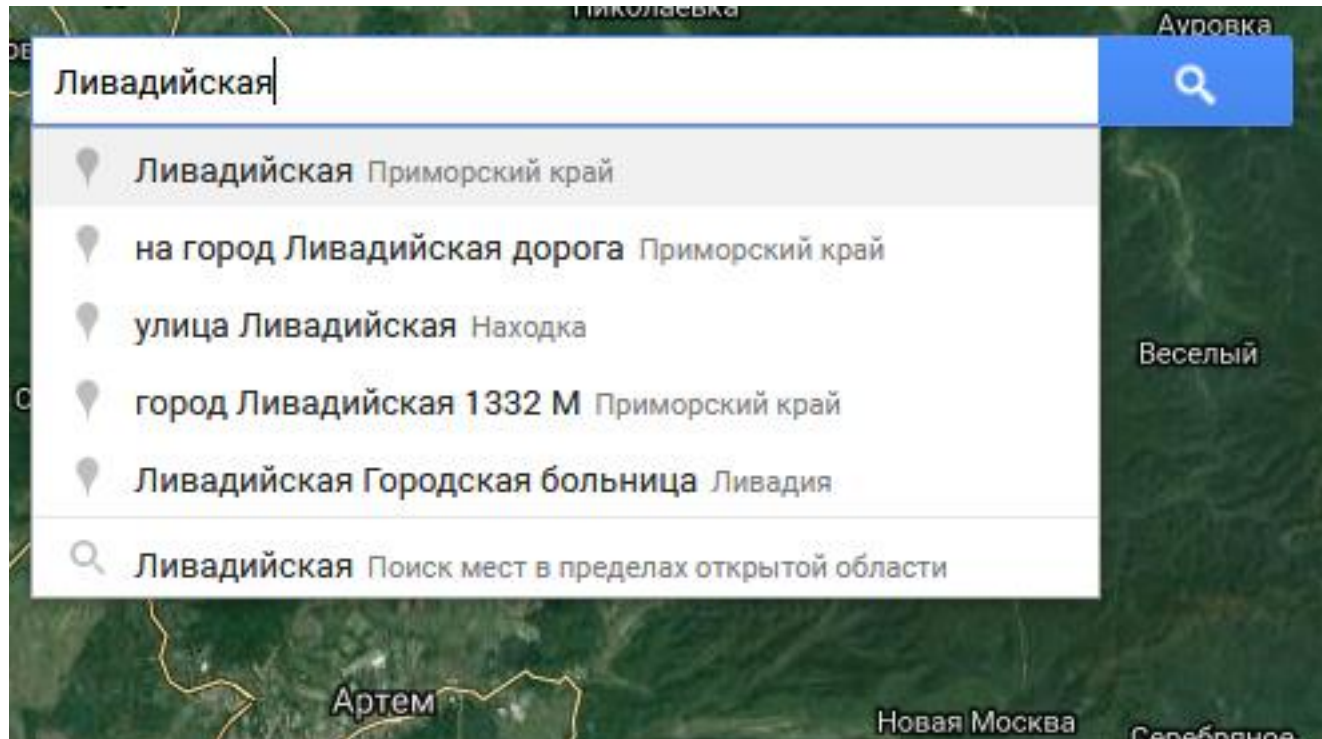 Николаевка
Ауровка
Ливадийская
Ливадийская Приморский край
на город Ливадийская дорога Приморский край
улица Ливадийская Находка
Веселый
город Ливадийская 1332 М Приморский край
Ливадийская Городская больница Ливадия
Ливадийская Поиск мест в пределах открытой области
Артем
Новая Москва
Серебряное